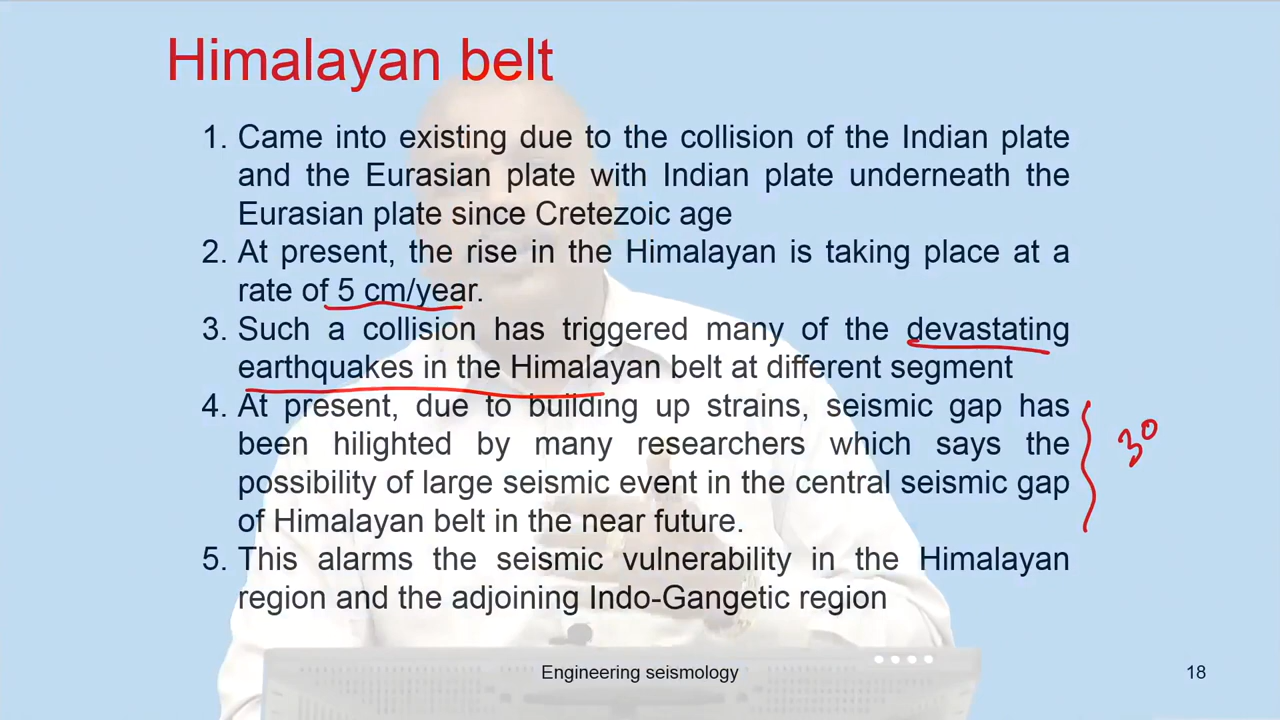 Himalayan belt
1. Came into existing due to the collision of the Indian plate
and the Eurasian plate with Indian plate underneath the
Eurasian plate since Cretezoic age
2. At present, the rise in the Himalayan is taking place at a
rate of 5 cm/year.
3. Such a collision has triggered many of the devastating
earthquakes in the Himalayan belt at different segment
4. At present, due to building up strains, seismic gap has
been hilighted by many researchers which says the
possibility of large seismic event in the central seismic gap
of Himalayan belt in the near future.
30
5. This alarms the seismic vulnerability in the Himalayan
region and the adjoining Indo-Gangetic region
Engineering seismology
18